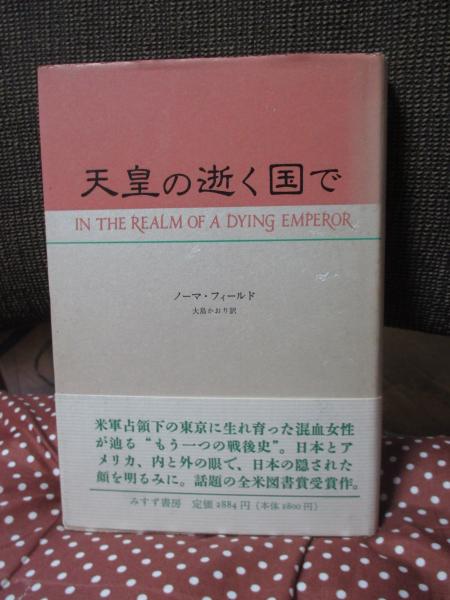 天皇の逝く国で
IN THE REALM OF A DYING EMPEROR
ノーマ・フィールド
大島かおり訳
米軍占領下の東京に生れ育った混血女性
が辿る“もう一つの戦後史”。日本とア
メリカ、内と外の眼で、日本の隠された
顔を明るみに。話題の全米図書賞受賞作。
みすず書房 定価2884円（本体2800円）